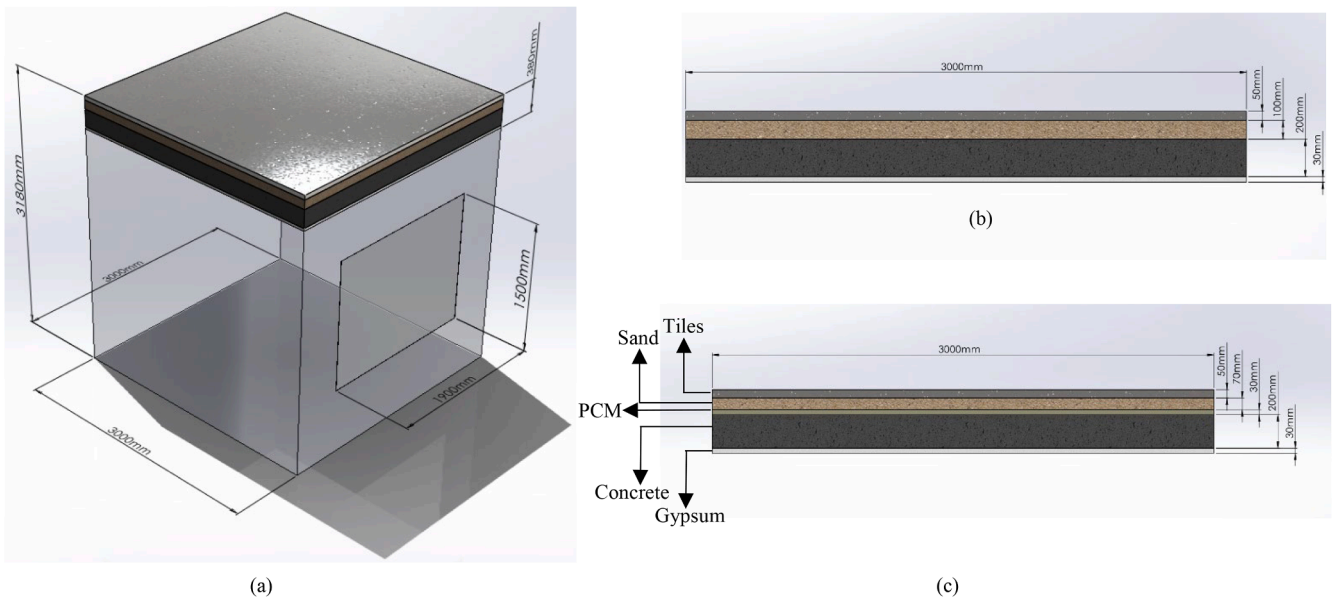 380mm
3180mm
3000mm
1500mm
1900mm
3000mm
(a)
3000mm
50mm
100mm
200mm
30mm
(b)
Sand
Tiles
PCM
Concrete
Gypsum
3000mm
50mm
70mm
30mm
200mm
30mm
(c)